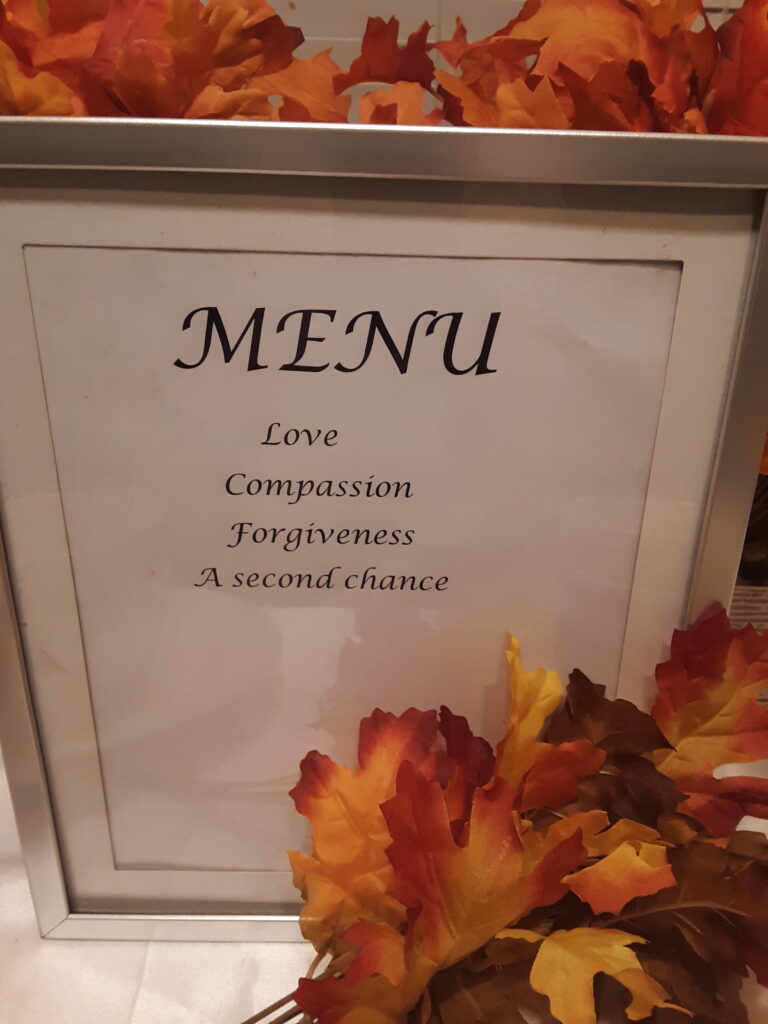 MENU
Love
Compassion
Forgiveness
A second chance